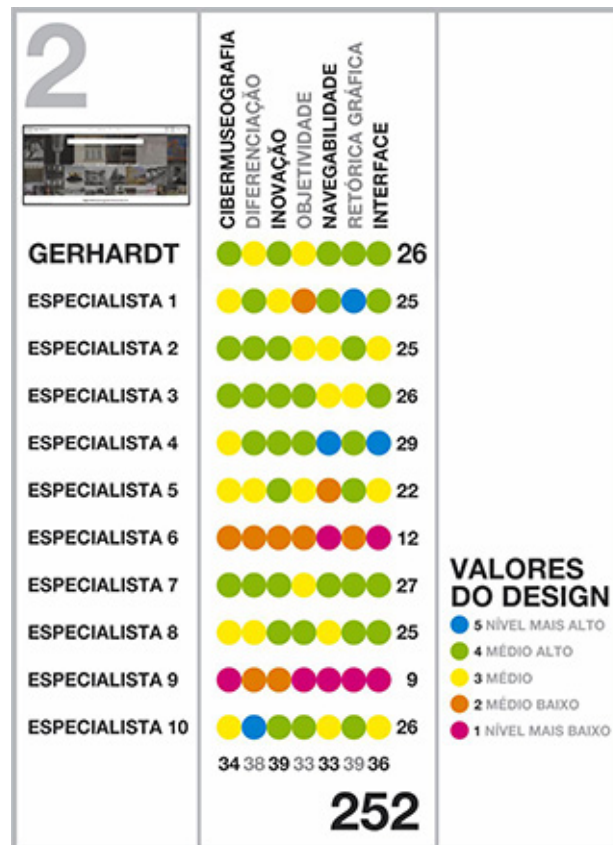 2
CIBERMUSEOGRAFIA
DIFERENCIAÇÃO
INOVAÇÃO
OBJETIVIDADE
NAVEGABILIDADE
RETÓRICA GRÁFICA
INTERFACE
GERHARDT 26
ESPECIALISTA 1 25
ESPECIALISTA 2 25
ESPECIALISTA 3 26
ESPECIALISTA 4 29
ESPECIALISTA 5 22
ESPECIALISTA 6 12
ESPECIALISTA 7 27
ESPECIALISTA 8 25
ESPECIALISTA 9 9
ESPECIALISTA 10 26
34 38 39 33 33 39 36
252
VALORES
DO DESIGN
5 NÍVEL MAIS ALTO
4 MÉDIO ALTO
3 MÉDIO
2 MÉDIO BAIXO
1 NÍVEL MAIS BAIXO